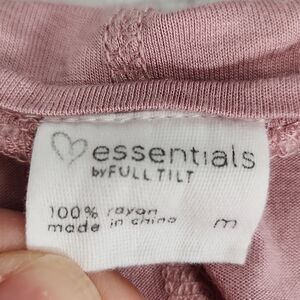 essentials
by FULL TILT
100% rayon
made in china
m